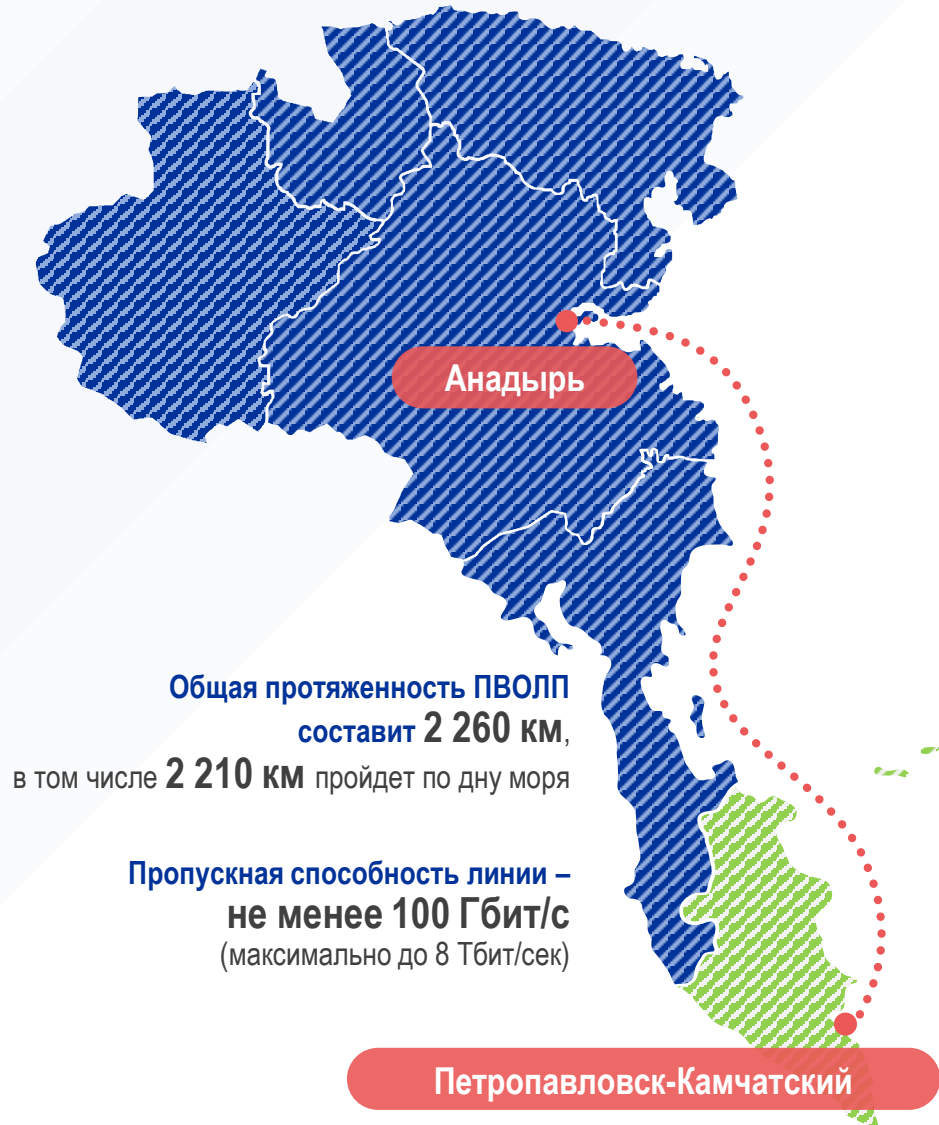 Анадырь
Общая протяженность ПВОЛП
составит 2 260 км,
в том числе 2 210 км пройдет по дну моря
Пропускная способность линии –
не менее 100 Гбит/с
(максимально до 8 Тбит/сек)
Петропавловск-Камчатский